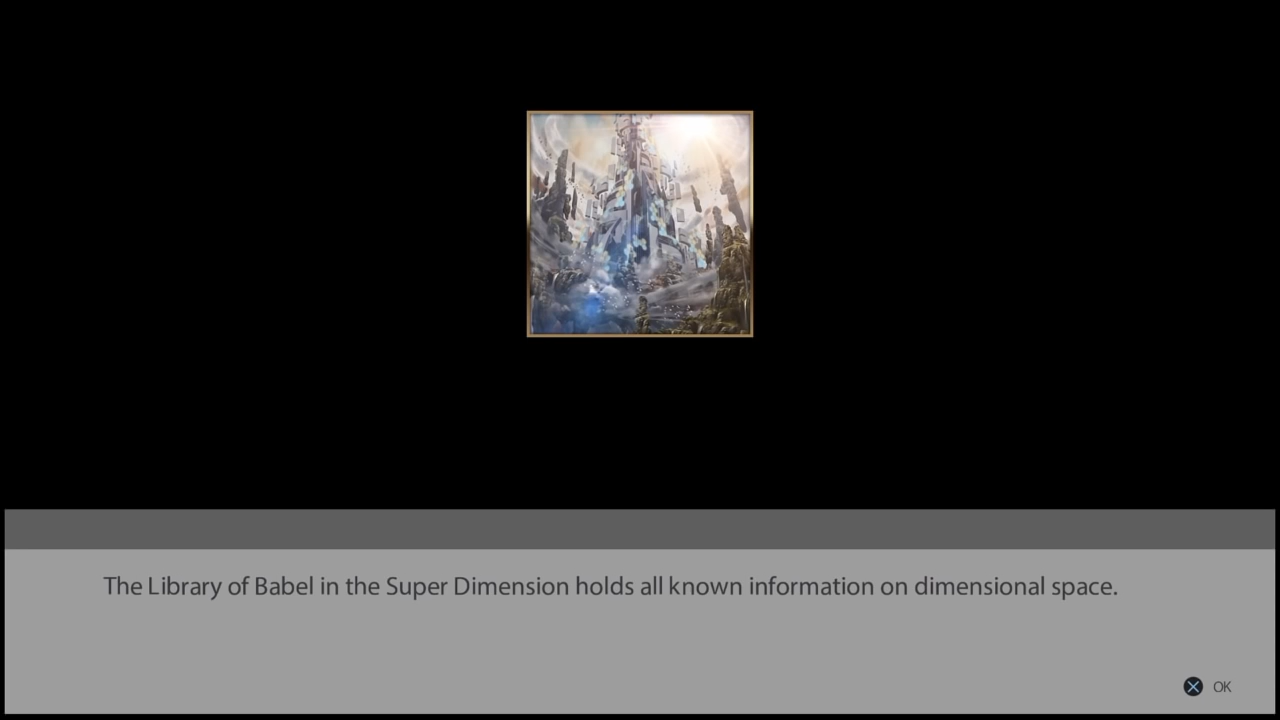 The Library of Babel in the Super Dimension holds all known information on dimensional space.
OK